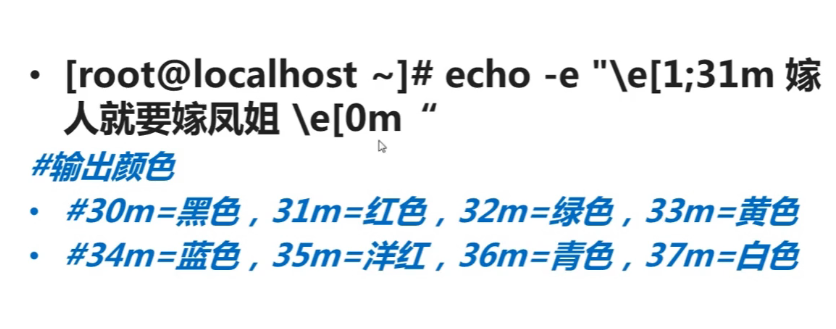 • [root@localhost ~]# echo -e "\e[1;31m 嫁
人就要嫁凤姐 \e[0m “
#输出颜色
• #30m=黑色，31m=红色，32m=绿色，33m=黄色
• #34m=蓝色，35m=洋红，36m=青色，37m=白色